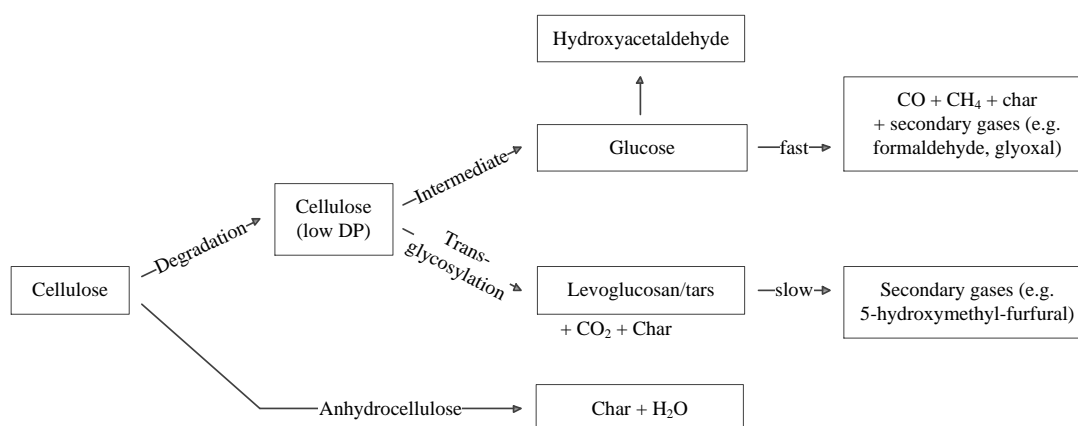 Hydroxyacetaldehyde
CO + CH₄ + char
+ secondary gases (e.g.
formaldehyde, glyoxal)
Glucose
fast
Intermediate
Cellulose
(low DP)
Degradation
Trans-
glycosylation
Cellulose
Levoglucosan/tars
slow
Secondary gases (e.g.
5-hydroxymethyl-furfural)
+ CO₂ + Char
Anhydrocellulose
Char + H₂O